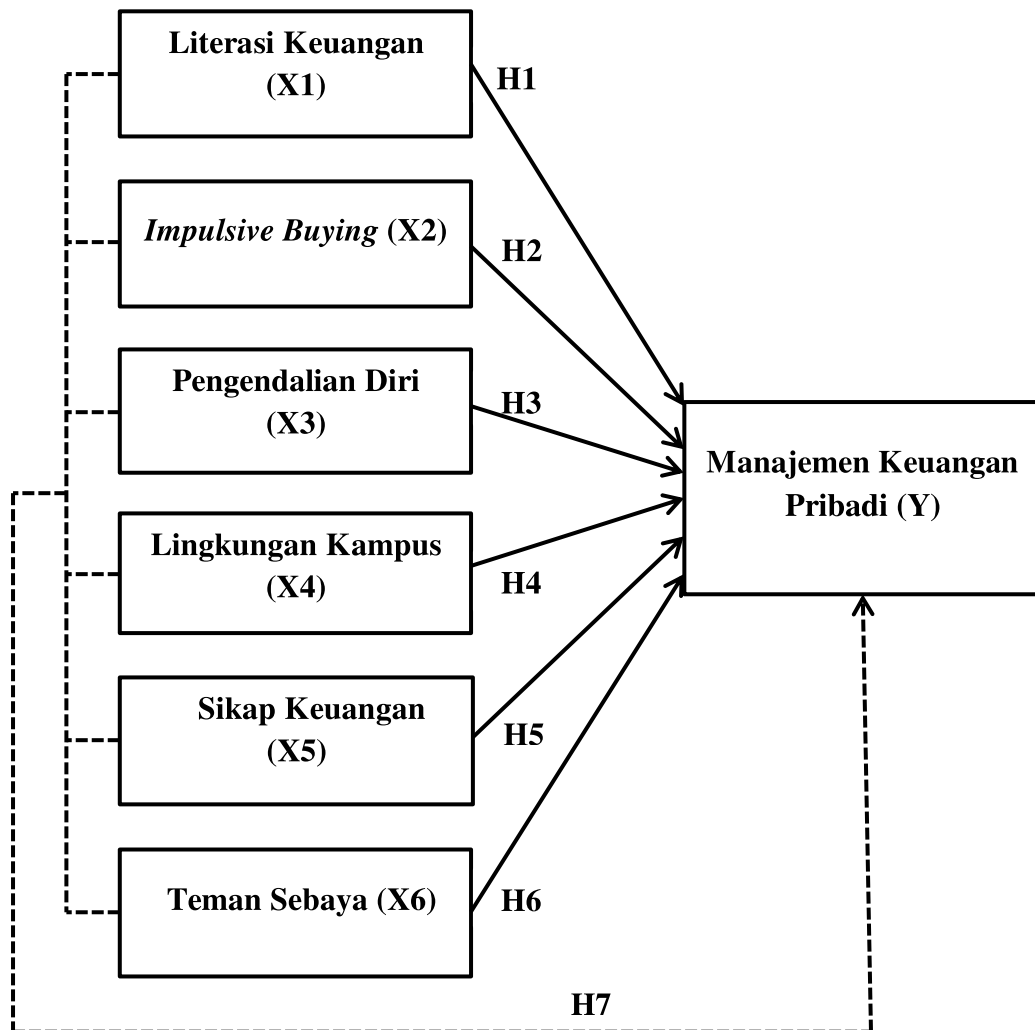 Literasi Keuangan
(X1)
H1
Impulsive Buying (X2)
H2
Pengendalian Diri
(X3)
H3
Manajemen Keuangan
Pribadi (Y)
Lingkungan Kampus
(X4)
H4
Sikap Keuangan
(X5)
H5
Teman Sebaya (X6)
H6
H7